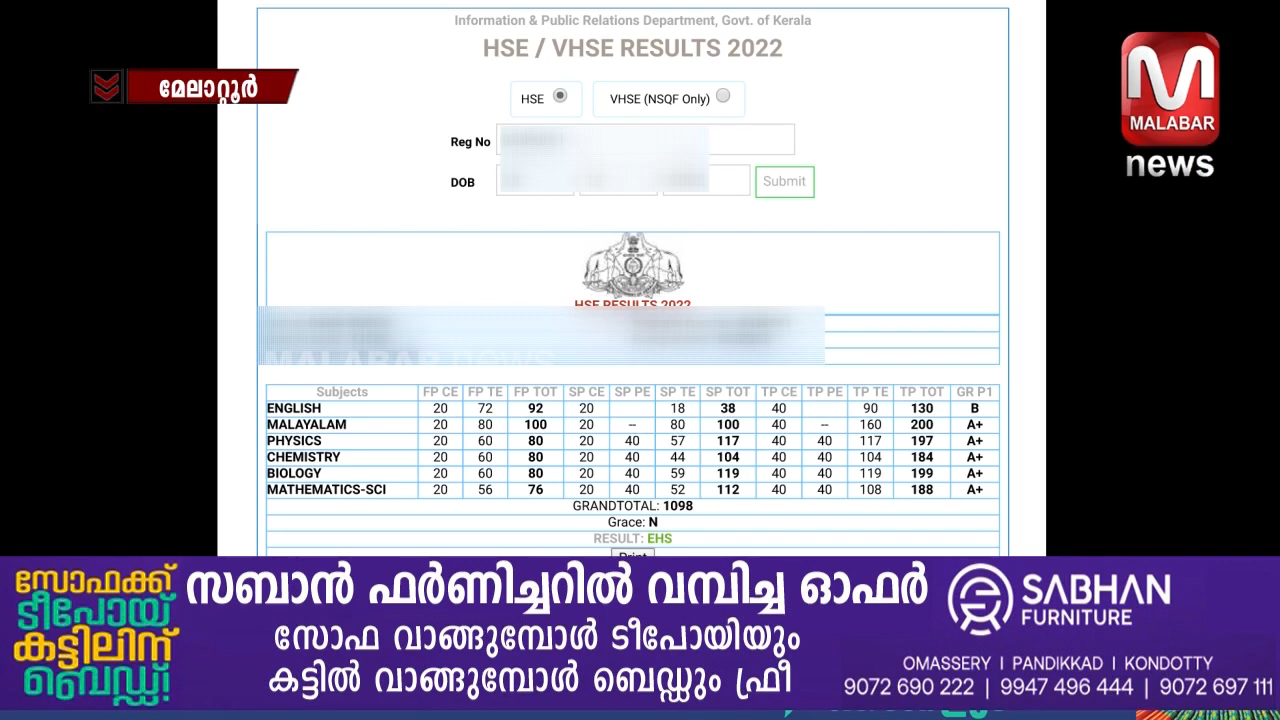 Information & Public Relations Department, Govt. of Kerala
HSE / VHSE RESULTS 2022
മേലാറ്റൂർ
HSE VHSE (NSQF Only)
Reg No
DOB Submit
MALABAR
news
HSE RESULTS 2022
MALABAR news
Subjects FP CE FP TE FP TOT SP CE SP PE SP TE SP TOT TP CE TP PE TP TE TP TOT GR P1
ENGLISH 20 72 92 20 18 38 40 90 130 B
MALAYALAM 20 80 100 20 -- 80 100 40 -- 160 200 A+
PHYSICS 20 60 80 20 40 57 117 40 40 117 197 A+
CHEMISTRY 20 60 80 20 40 44 104 40 40 104 184 A+
BIOLOGY 20 60 80 20 40 59 119 40 40 119 199 A+
MATHEMATICS-SCI 20 56 76 20 40 52 112 40 40 108 188 A+
GRANDTOTAL: 1098
Grace: N
RESULT: EHS
Print
സോഫക്ക്
ടീപോയ്
കട്ടിലിന്
ബെഡ്ഡ്!
സബാൻ ഫർണിച്ചറിൽ വമ്പിച്ച ഓഫർ
സോഫ വാങ്ങുമ്പോൾ ടീപോയിയും
കട്ടിൽ വാങ്ങുമ്പോൾ ബെഡ്ഡും ഫ്രീ
SABHAN
FURNITURE
OMASSERY | PANDIKKAD | KONDOTTY
9072 690 222 | 9947 496 444 | 9072 697 111